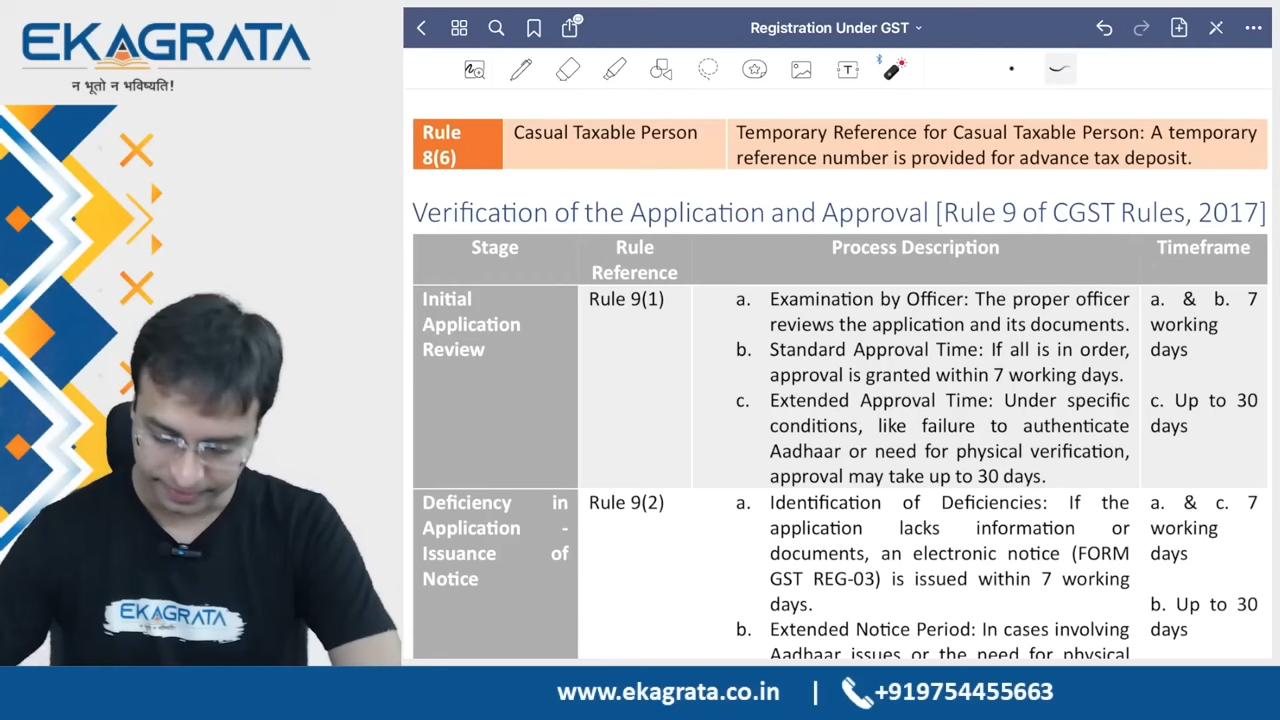 EKAGRATA
न भूतो न भविष्यति!
Registration Under GST
T
Rule 8(6)
Casual Taxable Person
Temporary Reference for Casual Taxable Person: A temporary
reference number is provided for advance tax deposit.
Verification of the Application and Approval [Rule 9 of CGST Rules, 2017]
Stage
Rule
Reference
Process Description
Timeframe
Initial
Application
Review
Rule 9(1)
a. Examination by Officer: The proper officer
reviews the application and its documents.
b. Standard Approval Time: If all is in order,
approval is granted within 7 working days.
c. Extended Approval Time: Under specific
conditions, like failure to authenticate
Aadhaar or need for physical verification,
approval may take up to 30 days.
a. & b. 7
working
days
c. Up to 30
days
Deficiency in
Application -
Issuance of
Notice
Rule 9(2)
a. Identification of Deficiencies: If the
application lacks information or
documents, an electronic notice (FORM
GST REG-03) is issued within 7 working
days.
b. Extended Notice Period: In cases involving
Aadhaar issues or the need for physical
a. & c. 7
working
days
b. Up to 30
days
EKAGRATA
www.ekagrata.co.in | +919754455663